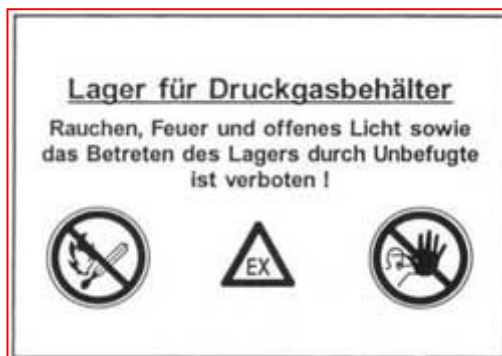 Lager für Druckgasbehälter
Rauchen, Feuer und offenes Licht sowie
das Betreten des Lagers durch Unbefugte
ist verboten !
EX